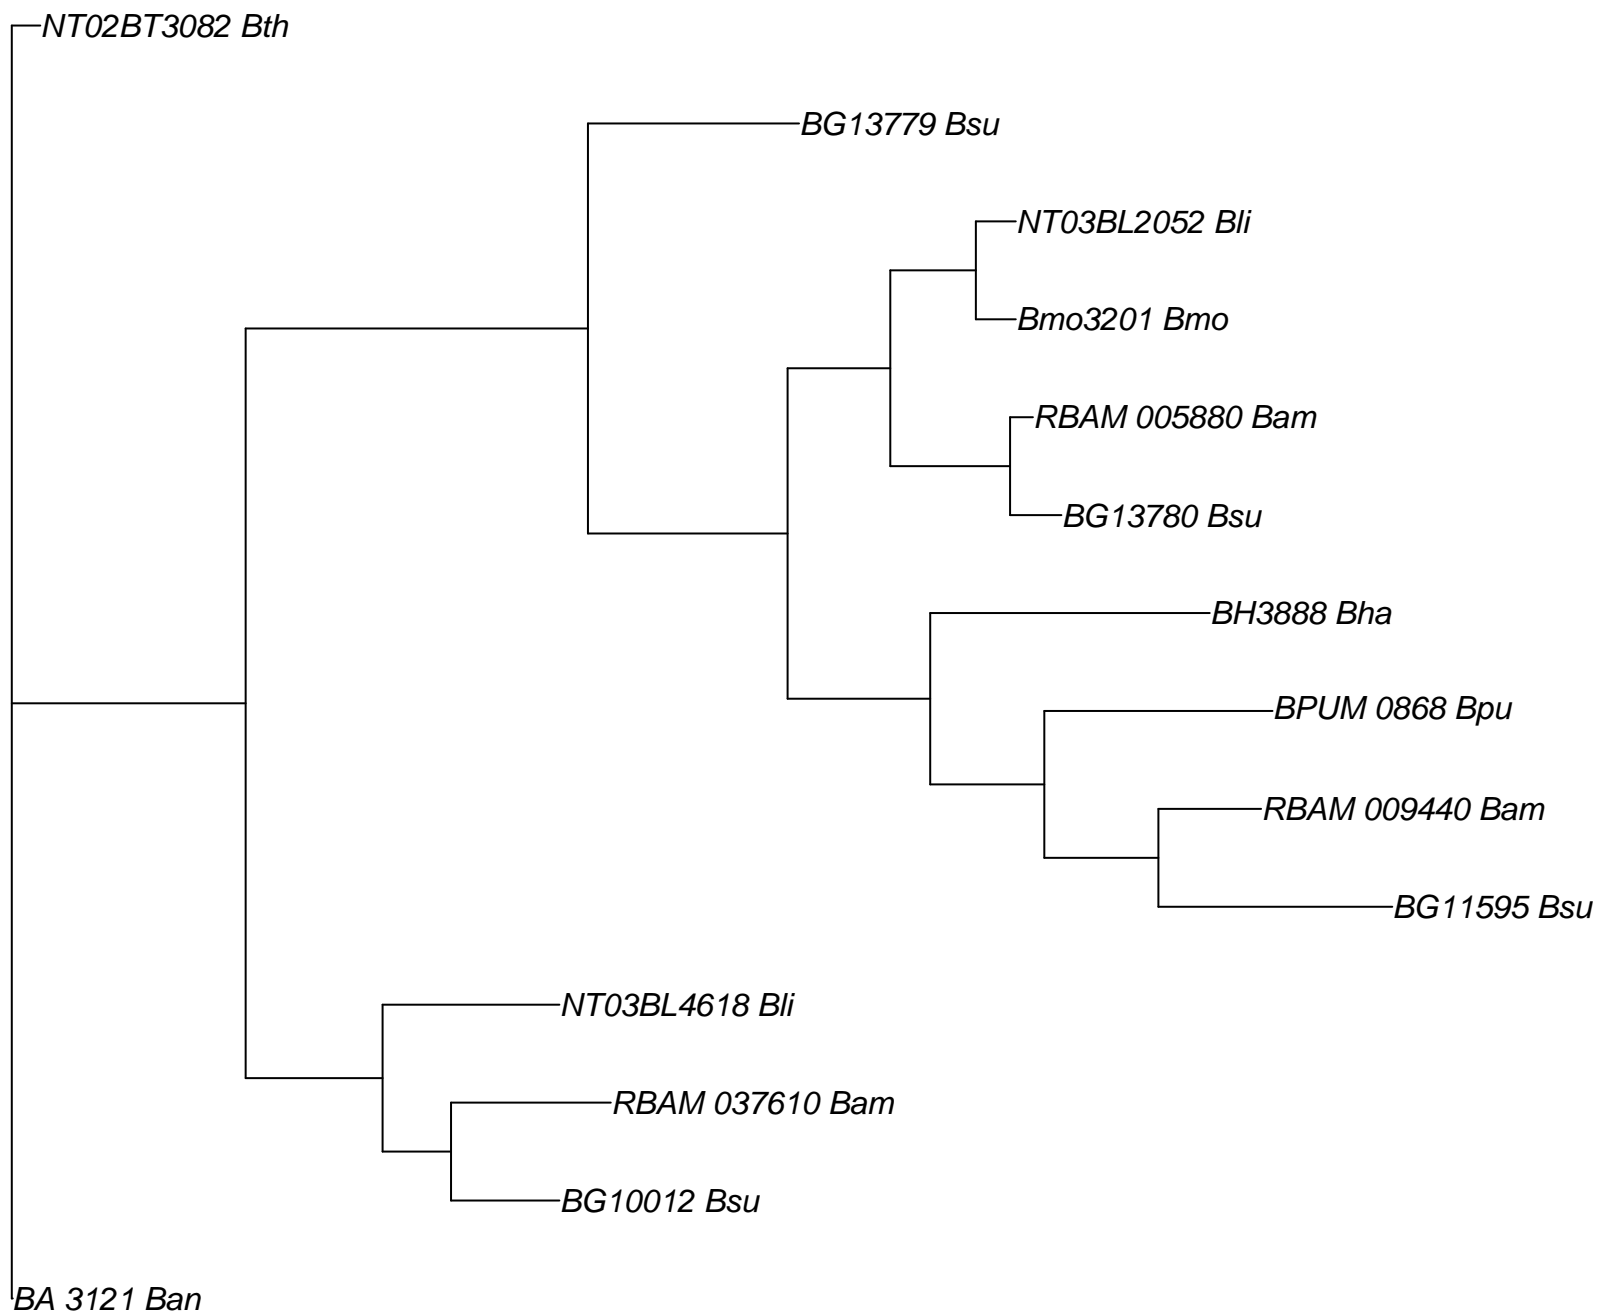 NT02BT3082 Bth
BG13779 Bsu
NT03BL2052 Bli
Bmo3201 Bmo
RBAM 005880 Bam
BG13780 Bsu
BH3888 Bha
BPUM 0868 Bpu
RBAM 009440 Bam
BG11595 Bsu
NT03BL4618 Bli
RBAM 037610 Bam
BG10012 Bsu
BA 3121 Ban